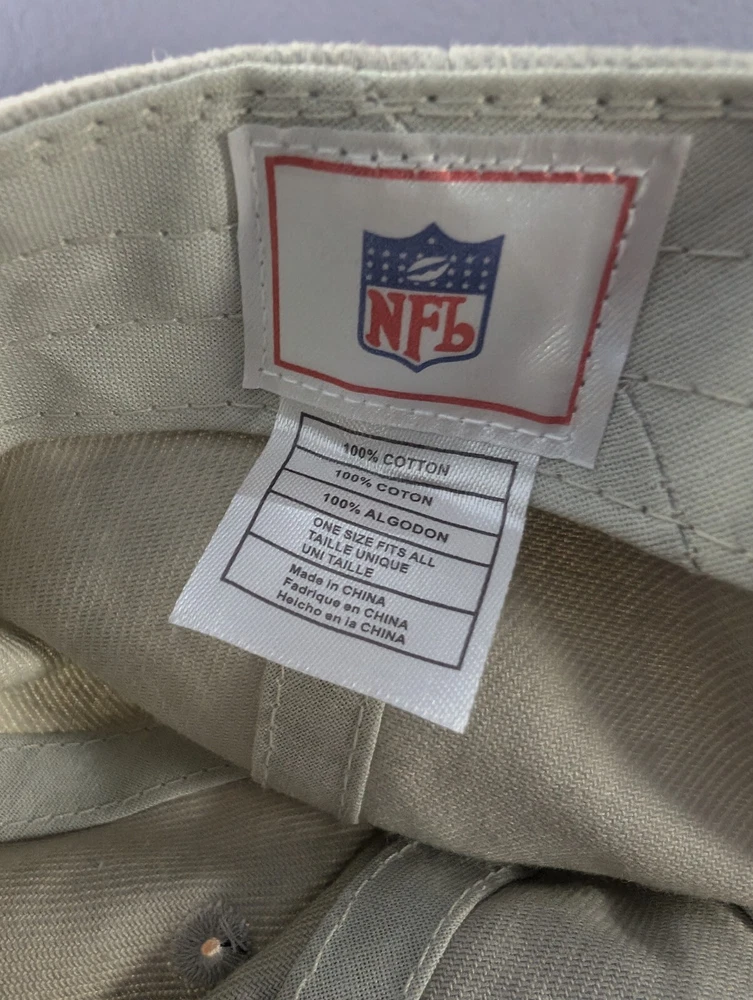 NFL
100% COTTON
100% COTON
100% ALGODON
ONE SIZE FITS ALL
TAILLE UNIQUE
UNI TAILLE
Made in CHINA
Fadrique en CHINA
Heicho en la CHINA